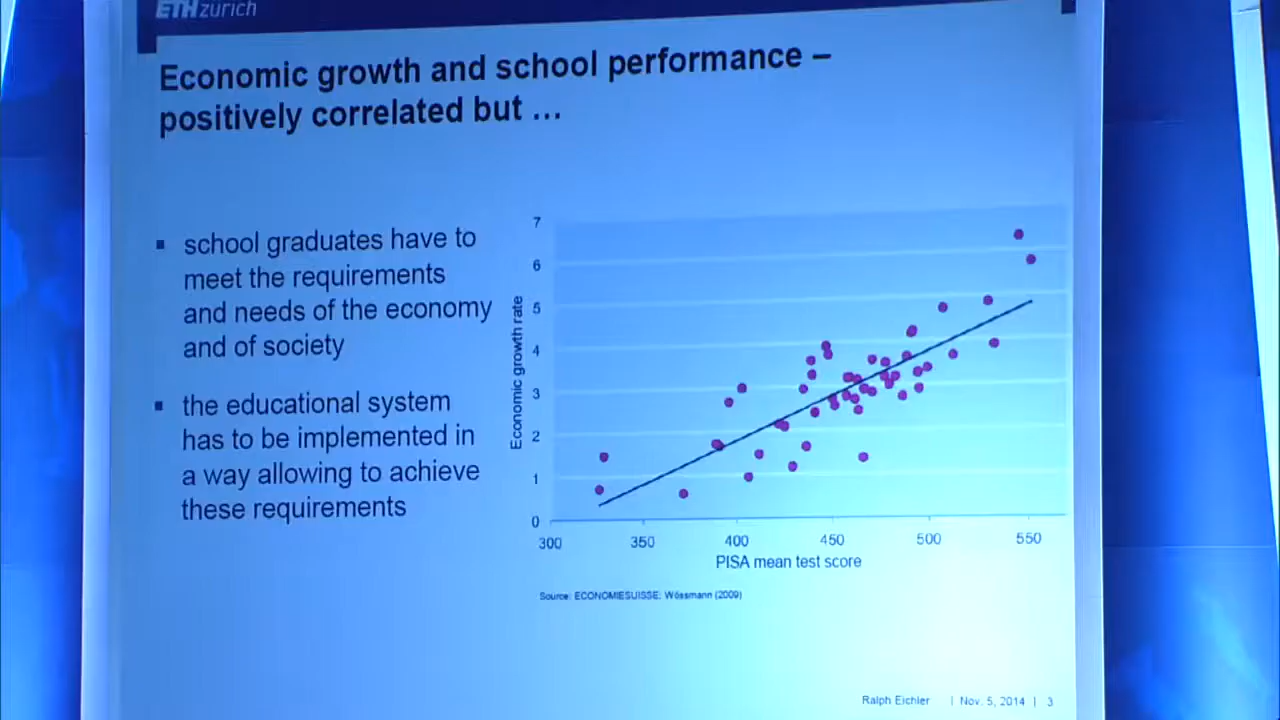 ETH zürich
Economic growth and school performance –
positively correlated but ...
▪ school graduates have to
meet the requirements
and needs of the economy
and of society
▪ the educational system
has to be implemented in
a way allowing to achieve
these requirements
Economic growth rate
7
6
5
4
3
2
1
0
300 350 400 450 500 550
PISA mean test score
Source: ECONOMIESUISSE; Wössmann (2009)
Ralph Eichler | Nov. 5, 2014 | 3